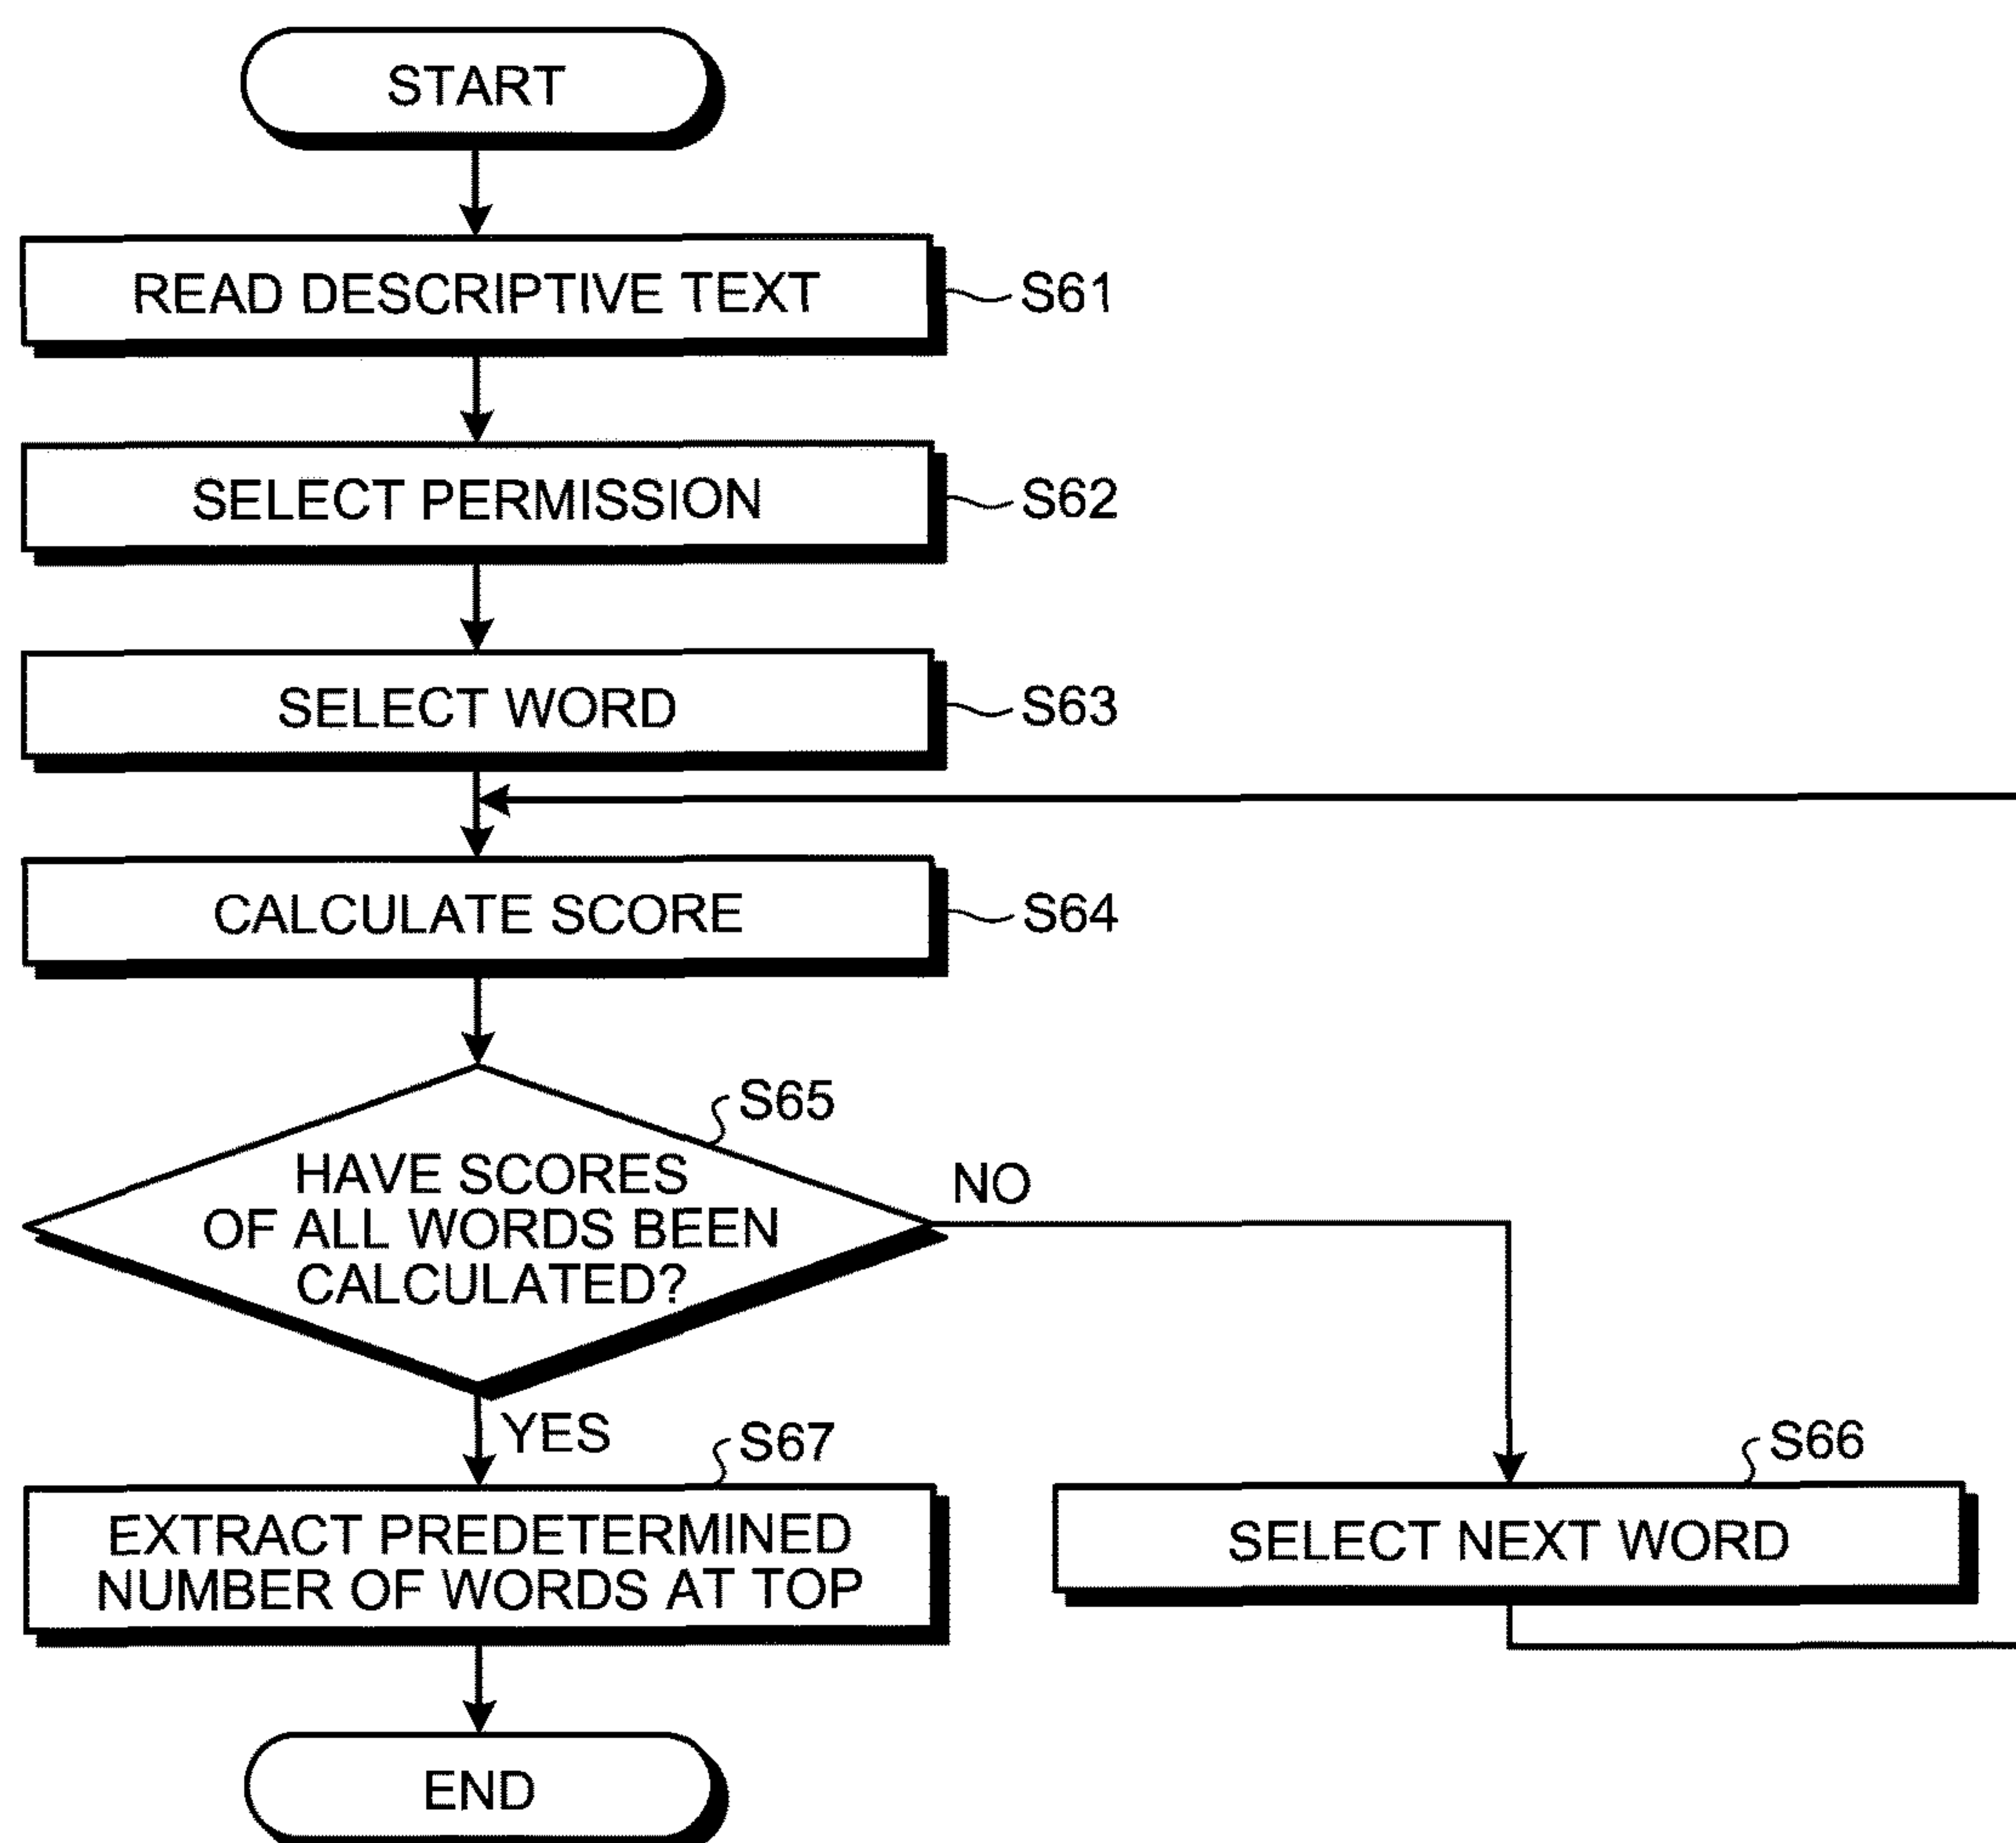 START
READ DESCRIPTIVE TEXT
S61
SELECT PERMISSION
S62
SELECT WORD
S63
CALCULATE SCORE
S64
S65
HAVE SCORES
OF ALL WORDS BEEN
CALCULATED?
NO
YES
S67
EXTRACT PREDETERMINED
NUMBER OF WORDS AT TOP
S66
SELECT NEXT WORD
END